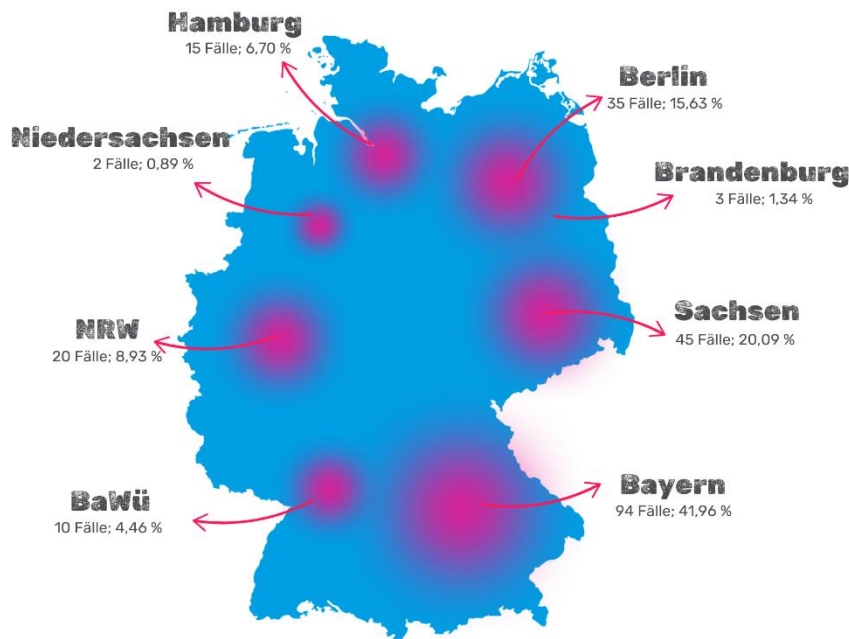 Hamburg
15 Fälle; 6,70 %
Berlin
35 Fälle; 15,63 %
Niedersachsen
2 Fälle; 0,89 %
Brandenburg
3 Fälle; 1,34 %
Sachsen
45 Fälle; 20,09 %
NRW
20 Fälle; 8,93 %
Bayern
94 Fälle; 41,96 %
BaWü
10 Fälle; 4,46 %